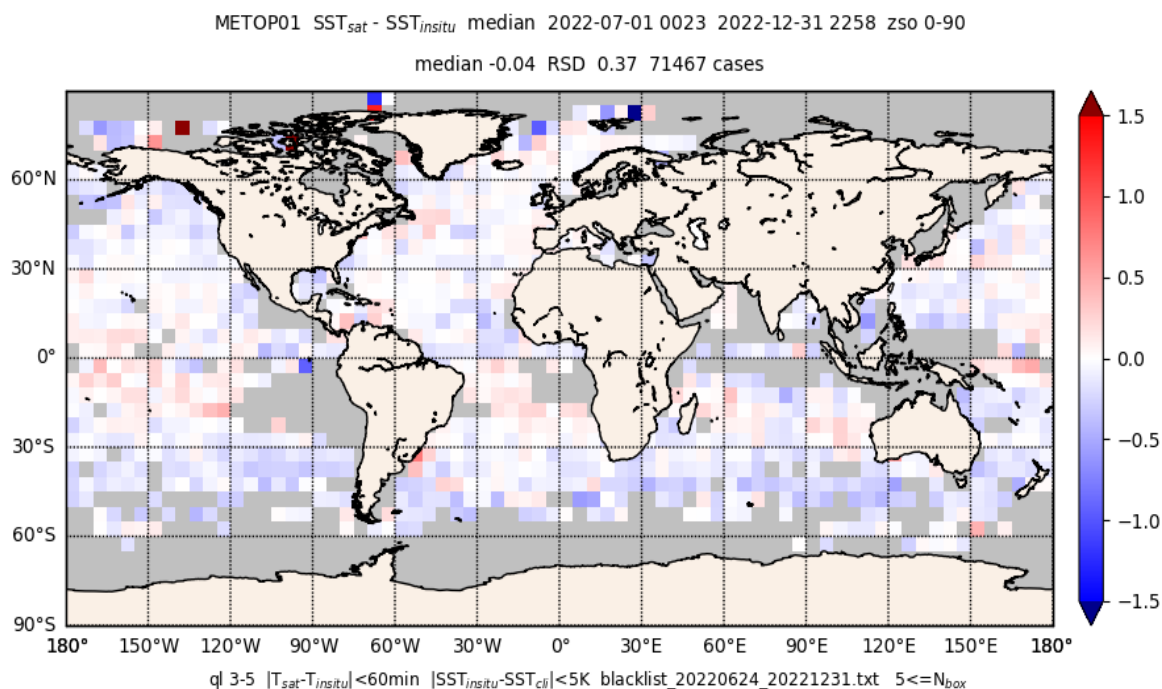 METOP01 SST_sat - SST_insitu median 2022-07-01 0023 2022-12-31 2258 zso 0-90
median -0.04 RSD 0.37 71467 cases
60°N
30°N
0°
30°S
60°S
90°S
180° 150°W 120°W 90°W 60°W 30°W 0° 30°E 60°E 90°E 120°E 150°E 180°
1.5
1.0
0.5
0.0
−0.5
−1.0
−1.5
ql 3-5 |T_sat-T_insitu|<60min |SST_insitu-SST_cli|<5K blacklist_20220624_20221231.txt 5<=N_box